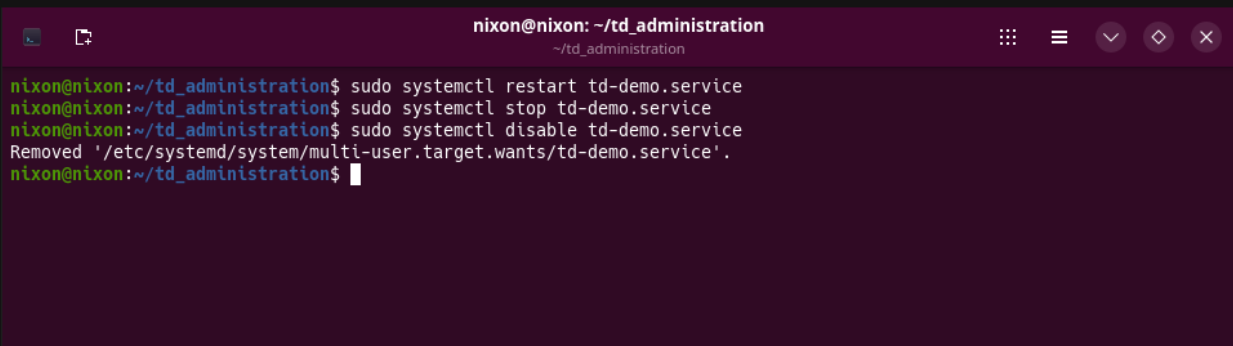 nixon@nixon: ~/td_administration
~/td_administration
nixon@nixon:~/td_administration$ sudo systemctl restart td-demo.service
nixon@nixon:~/td_administration$ sudo systemctl stop td-demo.service
nixon@nixon:~/td_administration$ sudo systemctl disable td-demo.service
Removed '/etc/systemd/system/multi-user.target.wants/td-demo.service'.
nixon@nixon:~/td_administration$